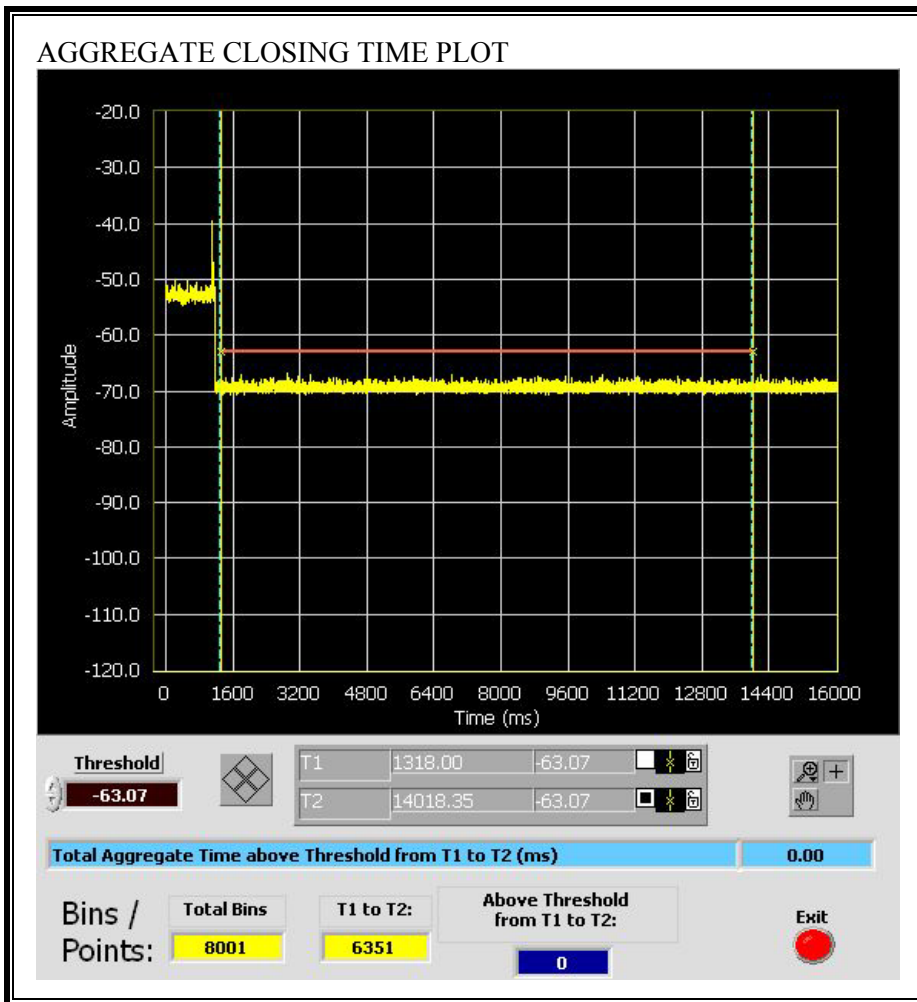 AGGREGATE CLOSING TIME PLOT
-20.0
-30.0
-40.0
-50.0
-60.0
-70.0
-80.0
-90.0
-100.0
-110.0
-120.0
Amplitude
0 1600 3200 4800 6400 8000 9600 11200 12800 14400 16000
Time (ms)
Threshold
-63.07
T1 1318.00 -63.07
T2 14018.35 -63.07
Total Aggregate Time above Threshold from T1 to T2 (ms) 0.00
Bins /
Points:
Total Bins
8001
T1 to T2:
6351
Above Threshold
from T1 to T2:
0
Exit